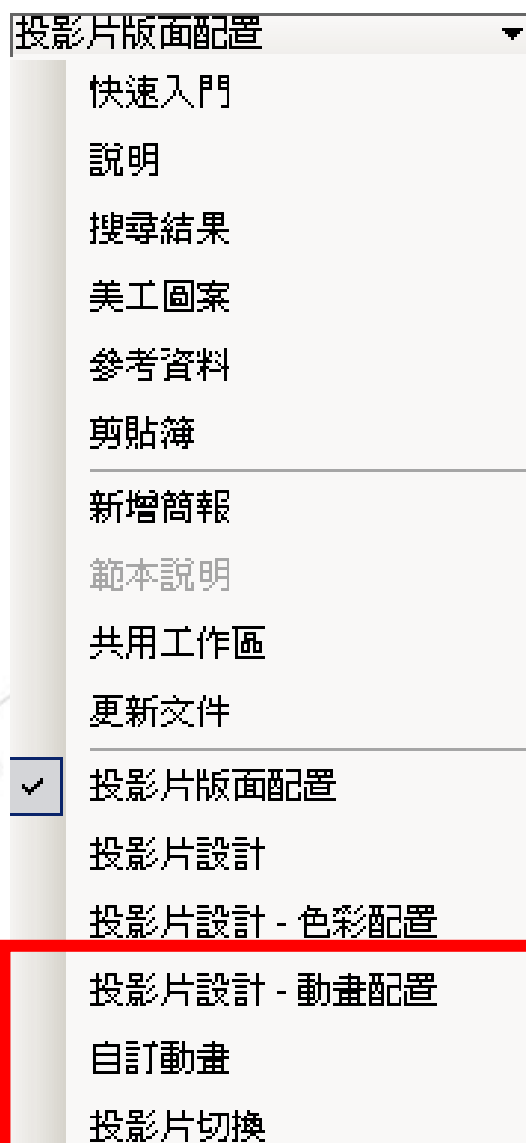 投影片版面配置
快速入門
說明
搜尋結果
美工圖案
參考資料
剪貼簿
新增簡報
範本說明
共用工作區
更新文件
投影片版面配置
投影片設計
投影片設計 - 色彩配置
投影片設計 - 動畫配置
自訂動畫
投影片切換